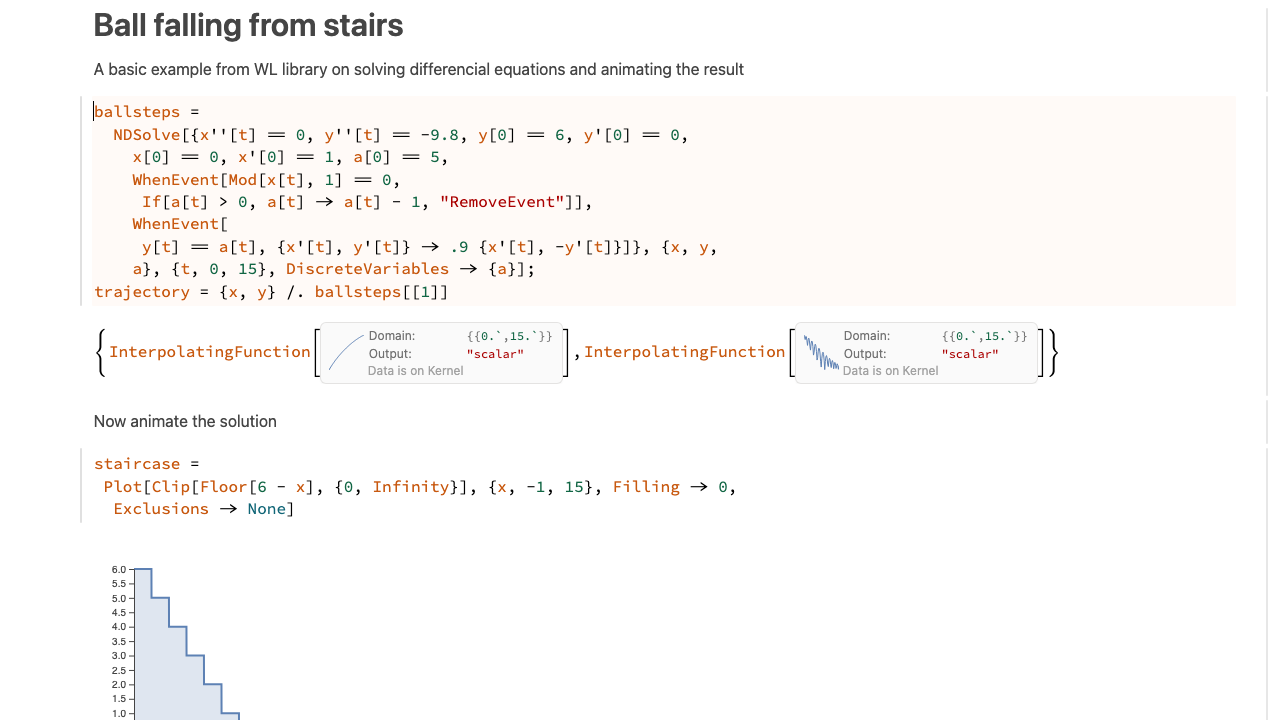 Ball falling from stairs
A basic example from WL library on solving differencial equations and animating the result
ballsteps =
NDSolve[{x''[t] == 0, y''[t] == -9.8, y[0] == 6, y'[0] == 0,
x[0] == 0, x'[0] == 1, a[0] == 5,
WhenEvent[Mod[x[t], 1] == 0,
If[a[t] > 0, a[t] -> a[t] - 1, "RemoveEvent"]],
WhenEvent[
y[t] == a[t], {x'[t], y'[t]} -> .9 {x'[t], -y'[t]}]}, {x, y,
a}, {t, 0, 15}, DiscreteVariables -> {a}];
trajectory = {x, y} /. ballsteps[[1]]
{InterpolatingFunction[ Domain: {{0.`,15.`}} Output: "scalar" Data is on Kernel ], InterpolatingFunction[ Domain: {{0.`,15.`}} Output: "scalar" Data is on Kernel ]}
Now animate the solution
staircase =
Plot[Clip[Floor[6 - x], {0, Infinity}], {x, -1, 15}, Filling -> 0,
Exclusions -> None]
6.0
5.5
5.0
4.5
4.0
3.5
3.0
2.5
2.0
1.5
1.0